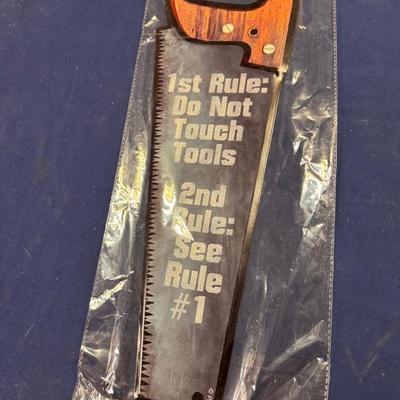 1st Rule:
Do Not
Touch
Tools
2nd
Rule:
See
Rule
#1